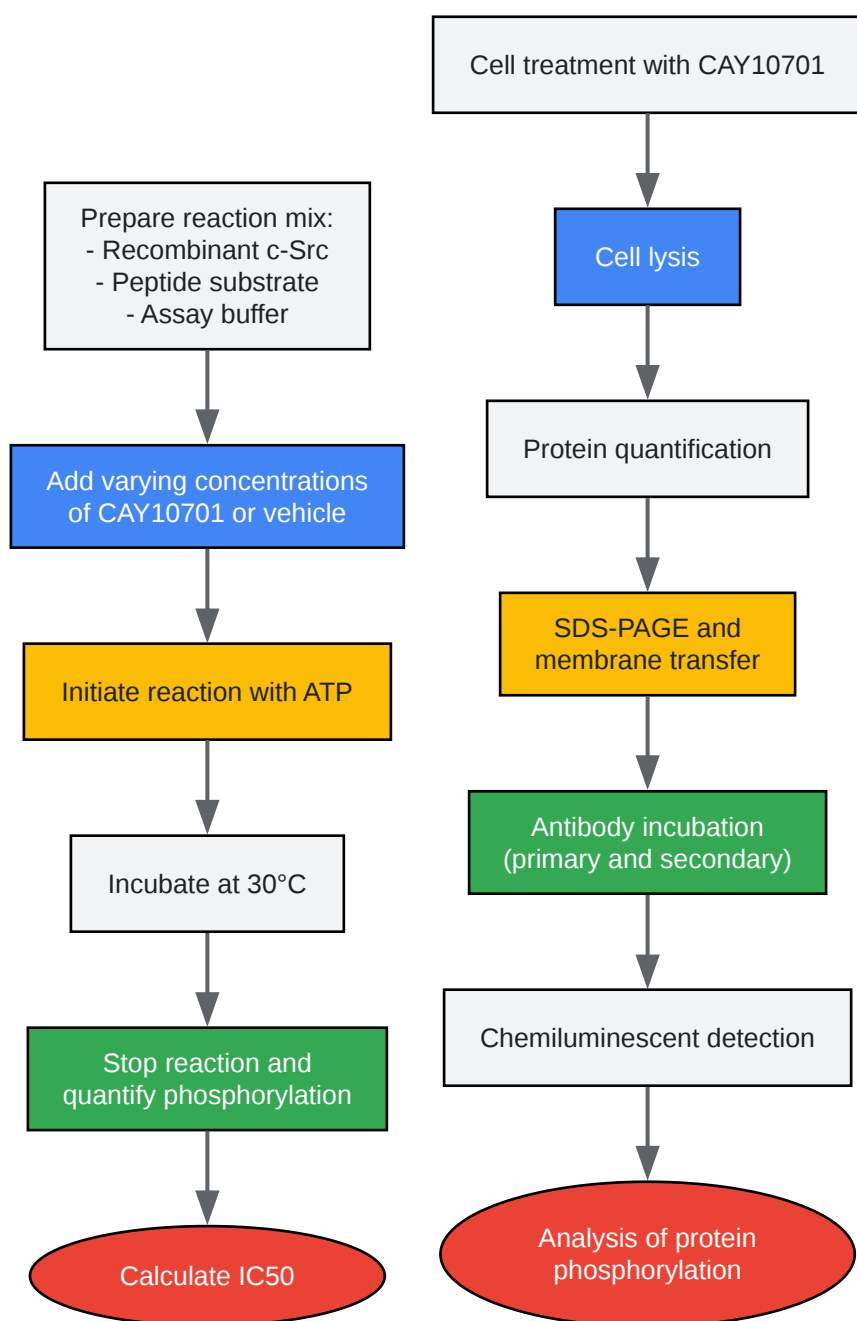 Prepare reaction mix:
- Recombinant c-Src
- Peptide substrate
- Assay buffer
Add varying concentrations
of CAY10701 or vehicle
Initiate reaction with ATP
Incubate at 30°C
Stop reaction and
quantify phosphorylation
Calculate IC50
Cell treatment with CAY10701
Cell lysis
Protein quantification
SDS-PAGE and
membrane transfer
Antibody incubation
(primary and secondary)
Chemiluminescent detection
Analysis of protein
phosphorylation